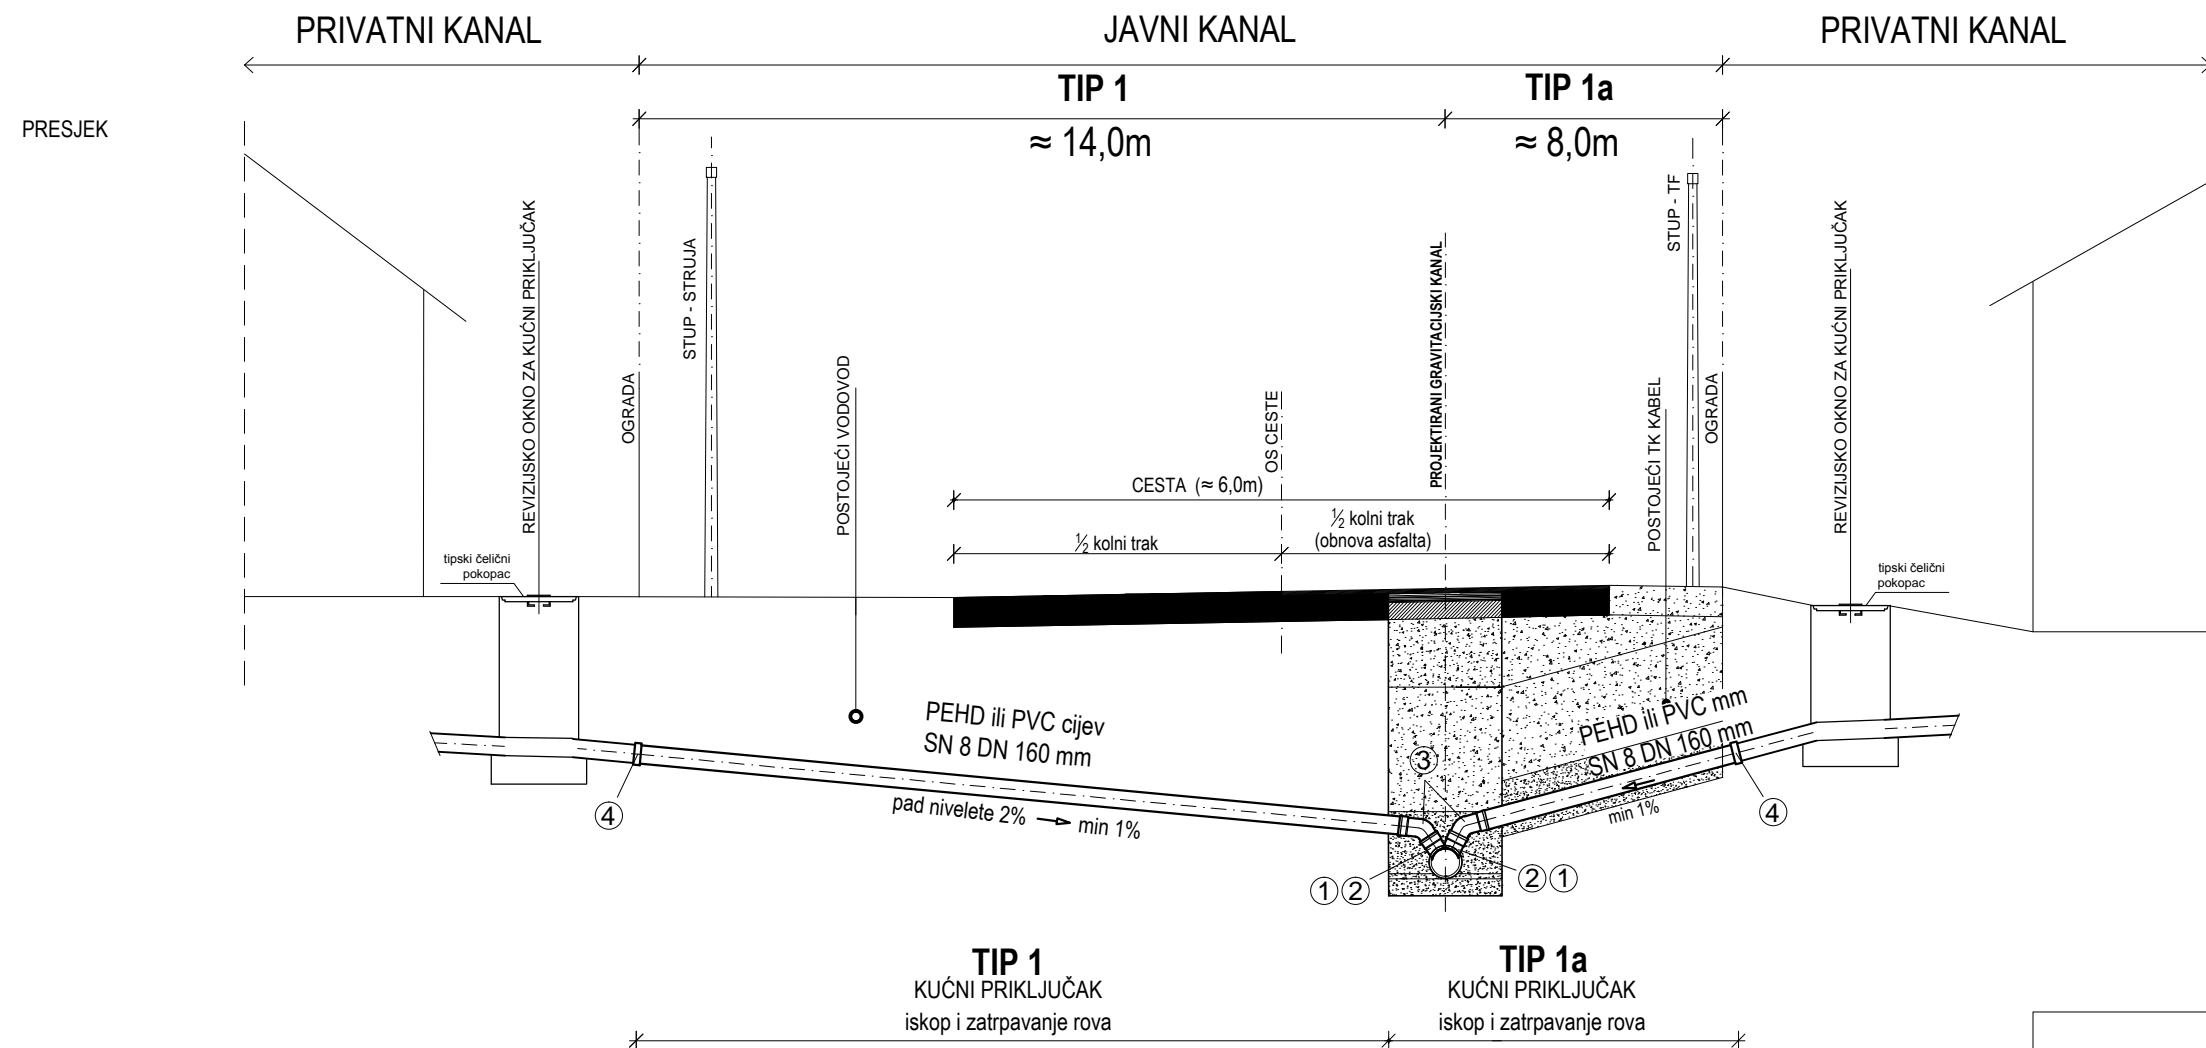 PRIVATNI KANAL
JAVNI KANAL
PRIVATNI KANAL
TIP 1
TIP 1a
PRESJEK
≈ 14,0m
≈ 8,0m
REVIZIJSKO OKNO ZA KUĆNI PRIKLJUČAK
OGRADA
STUP - STRUJA
POSTOJEĆI VODOVOD
OS CESTE
PROJEKTIRANI GRAVITACIJSKI KANAL
POSTOJEĆI TK KABEL
STUP - TF
OGRADA
REVIZIJSKO OKNO ZA KUĆNI PRIKLJUČAK
CESTA (≈ 6,0m)
½ kolni trak
½ kolni trak
(obnova asfalta)
tipski čelični
pokopac
tipski čelični
pokopac
PEHD ili PVC cijev
SN 8 DN 160 mm
pad nivelete 2% min 1%
PEHD ili PVC mm
SN 8 DN 160 mm
min 1%
③
④
④
①②
②①
TIP 1
KUĆNI PRIKLJUČAK
iskop i zatrpavanje rova
TIP 1a
KUĆNI PRIKLJUČAK
iskop i zatrpavanje rova